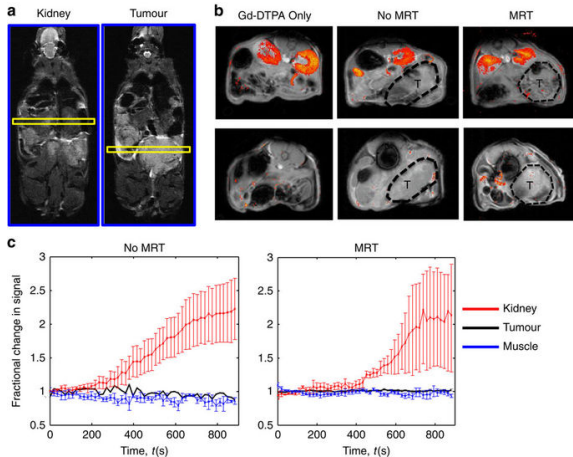 a
Kidney
Tumour
b
Gd-DTPA Only
No MRT
MRT
T
T
T
T
c
No MRT
Fractional change in signal
3
2.5
2
1.5
1
0.5
0
200
400
600
800
Time, t(s)
MRT
3
2.5
2
1.5
1
0.5
0
200
400
600
800
Time, t(s)
Kidney
Tumour
Muscle